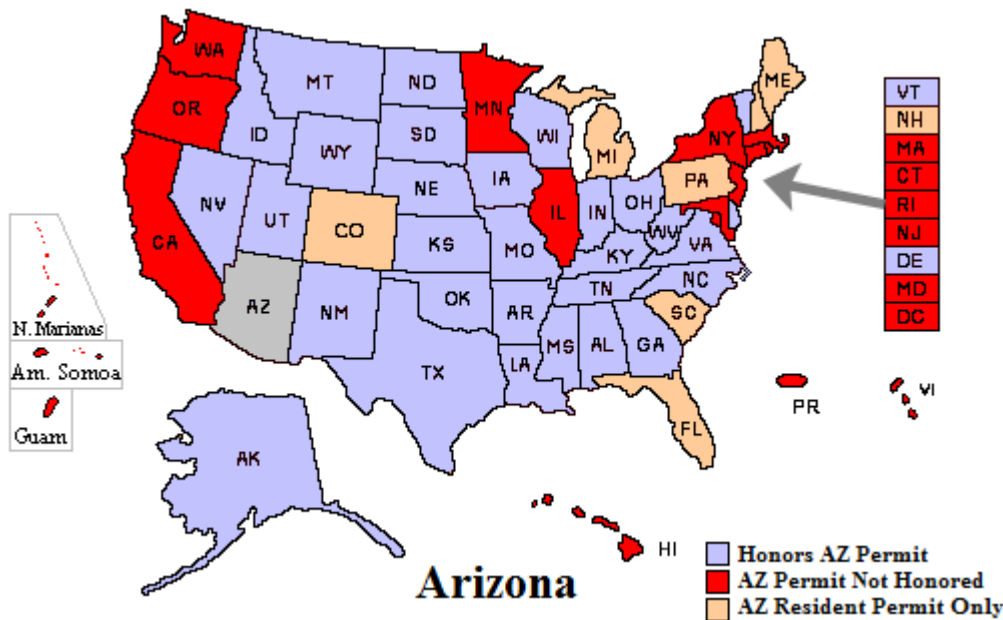 WA
MT
ND
MN
ME
OR
ID
SD
WI
NY
WY
MI
VT
NH
MA
CT
RI
NJ
DE
MD
DC
NV
UT
CO
NE
IA
PA
IL
IN
OH
WV
VA
CA
KS
MO
KY
NC
TN
AZ
NM
OK
AR
SC
MS
AL
GA
TX
LA
FL
N. Marianas
Am. Somoa
Guam
PR
VI
AK
HI
Arizona
Honors AZ Permit
AZ Permit Not Honored
AZ Resident Permit Only